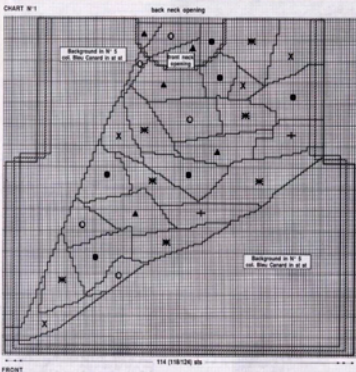 CHART N°1
back neck opening
Background in N° 5
col. Bleu Canard in st st
front neck
opening
Background in N° 5
col. Bleu Canard in st st
114 (118/124) sts
FRONT